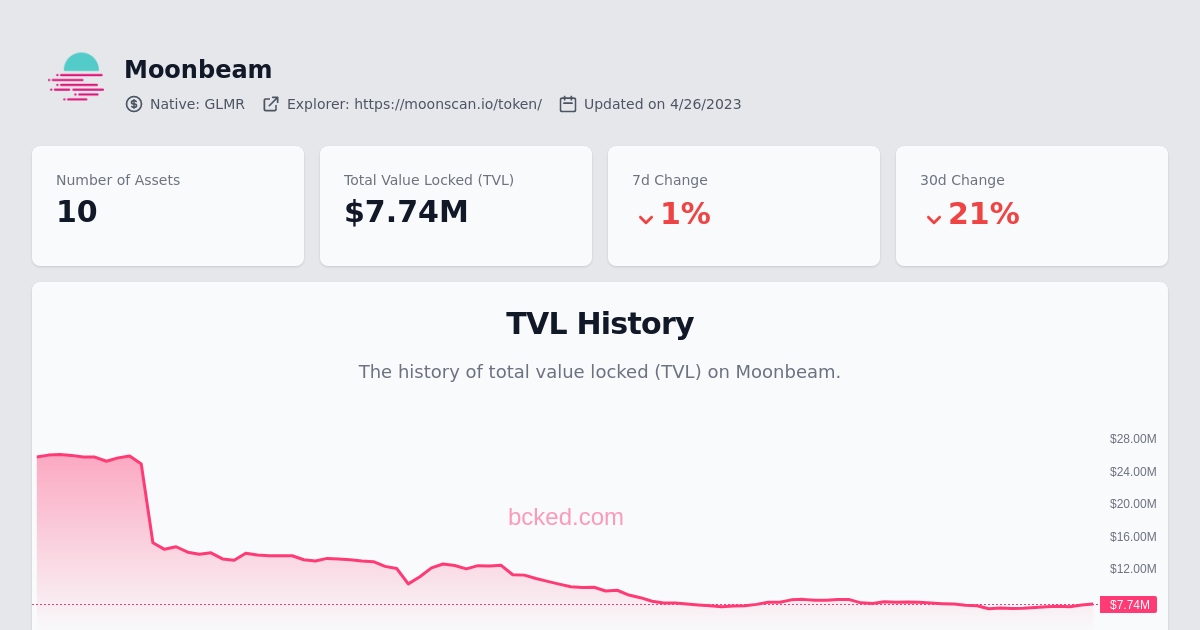 Moonbeam
Native: GLMR Explorer: https://moonscan.io/token/ Updated on 4/26/2023
Number of Assets
10
Total Value Locked (TVL)
$7.74M
7d Change
1%
30d Change
21%
TVL History
The history of total value locked (TVL) on Moonbeam.
$28.00M
$24.00M
$20.00M
bcked.com
$16.00M
$12.00M
$7.74M